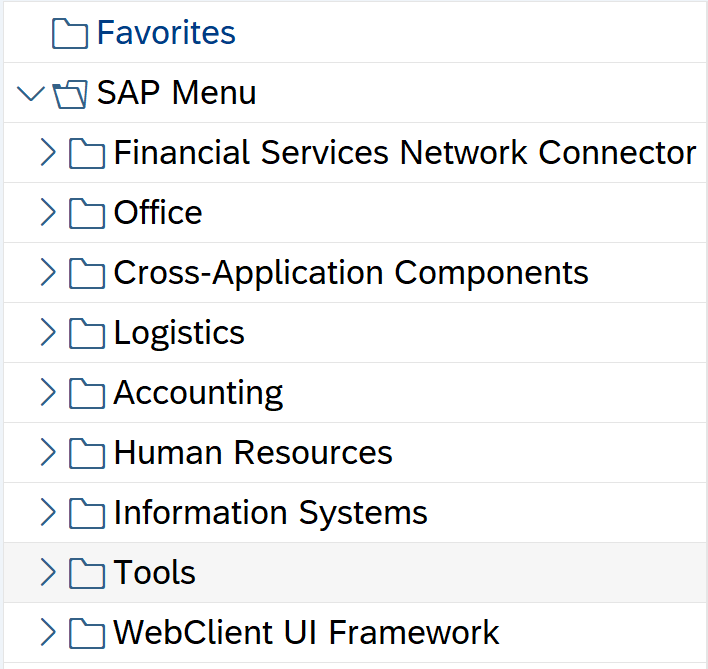 Favorites
SAP Menu
Financial Services Network Connector
Office
Cross-Application Components
Logistics
Accounting
Human Resources
Information Systems
Tools
WebClient UI Framework